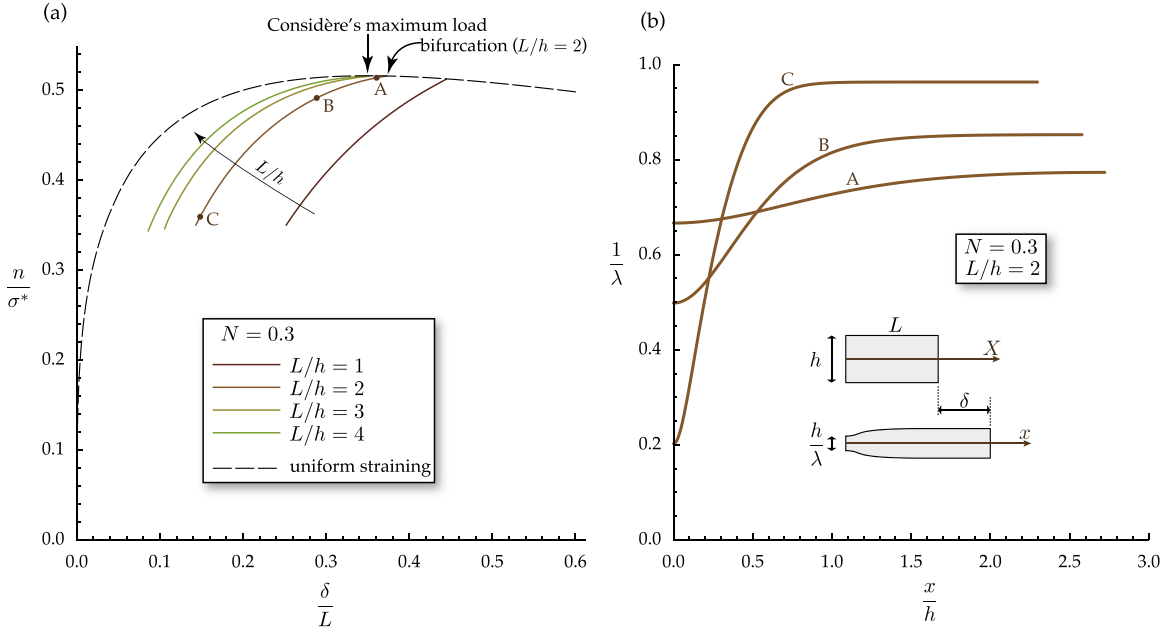 (a)
Considère's maximum load
bifurcation (L/h = 2)
0.5
0.4
0.3
0.2
0.1
0.0
n
σ*
A
B
C
L/h
N = 0.3
L/h = 1
L/h = 2
L/h = 3
L/h = 4
uniform straining
0.0 0.1 0.2 0.3 0.4 0.5 0.6
δ
L
(b)
1.0
0.8
0.6
0.4
0.2
0.0
1
λ
C
B
A
N = 0.3
L/h = 2
L
h
X
δ
h
λ
x
0.0 0.5 1.0 1.5 2.0 2.5 3.0
x
h